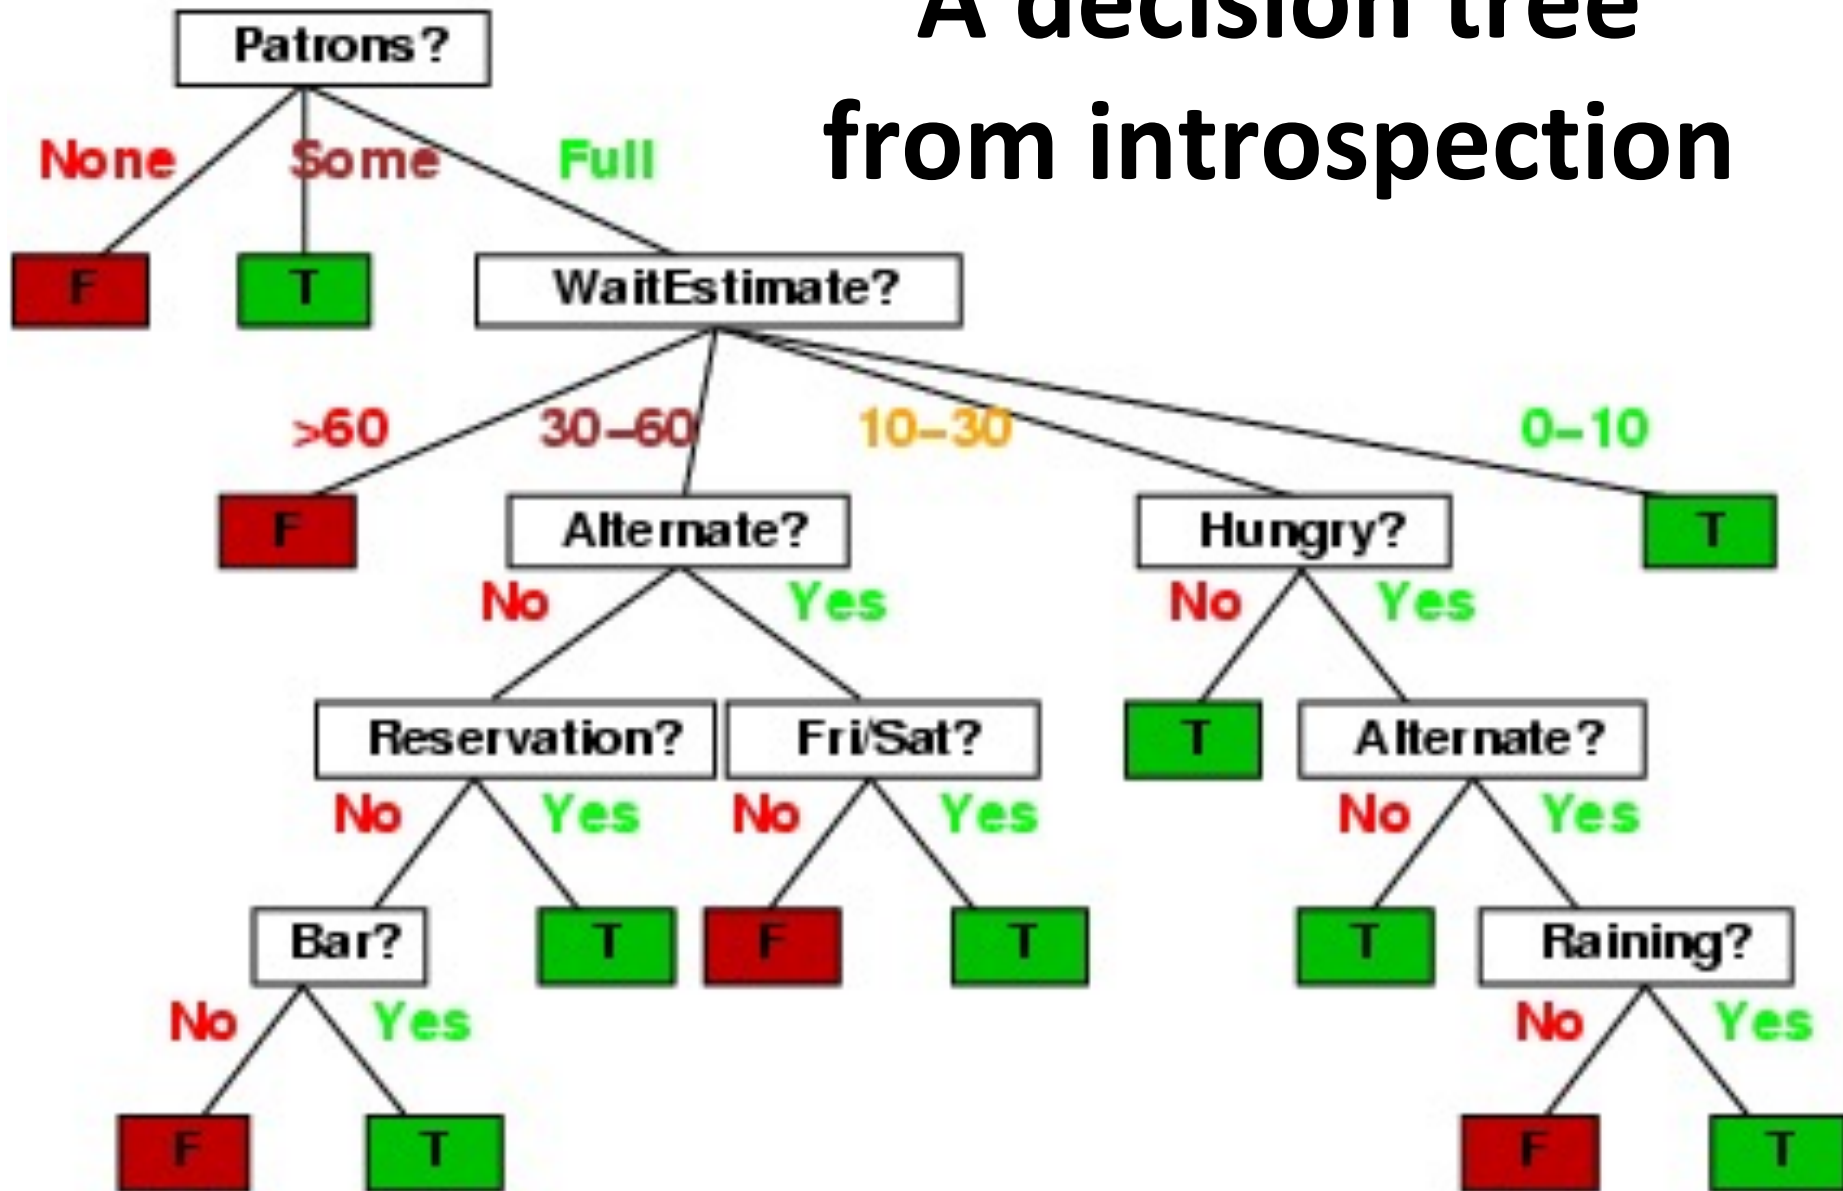 A decision tree
from introspection
Patrons?
None Some Full
F T WaitEstimate?
>60 30–60 10–30 0–10
F Alternate? Hungry? T
No Yes No Yes
Reservation? Fri/Sat? T Alternate?
No Yes No Yes No Yes
Bar? T F T T Raining?
No Yes No Yes
F T F T